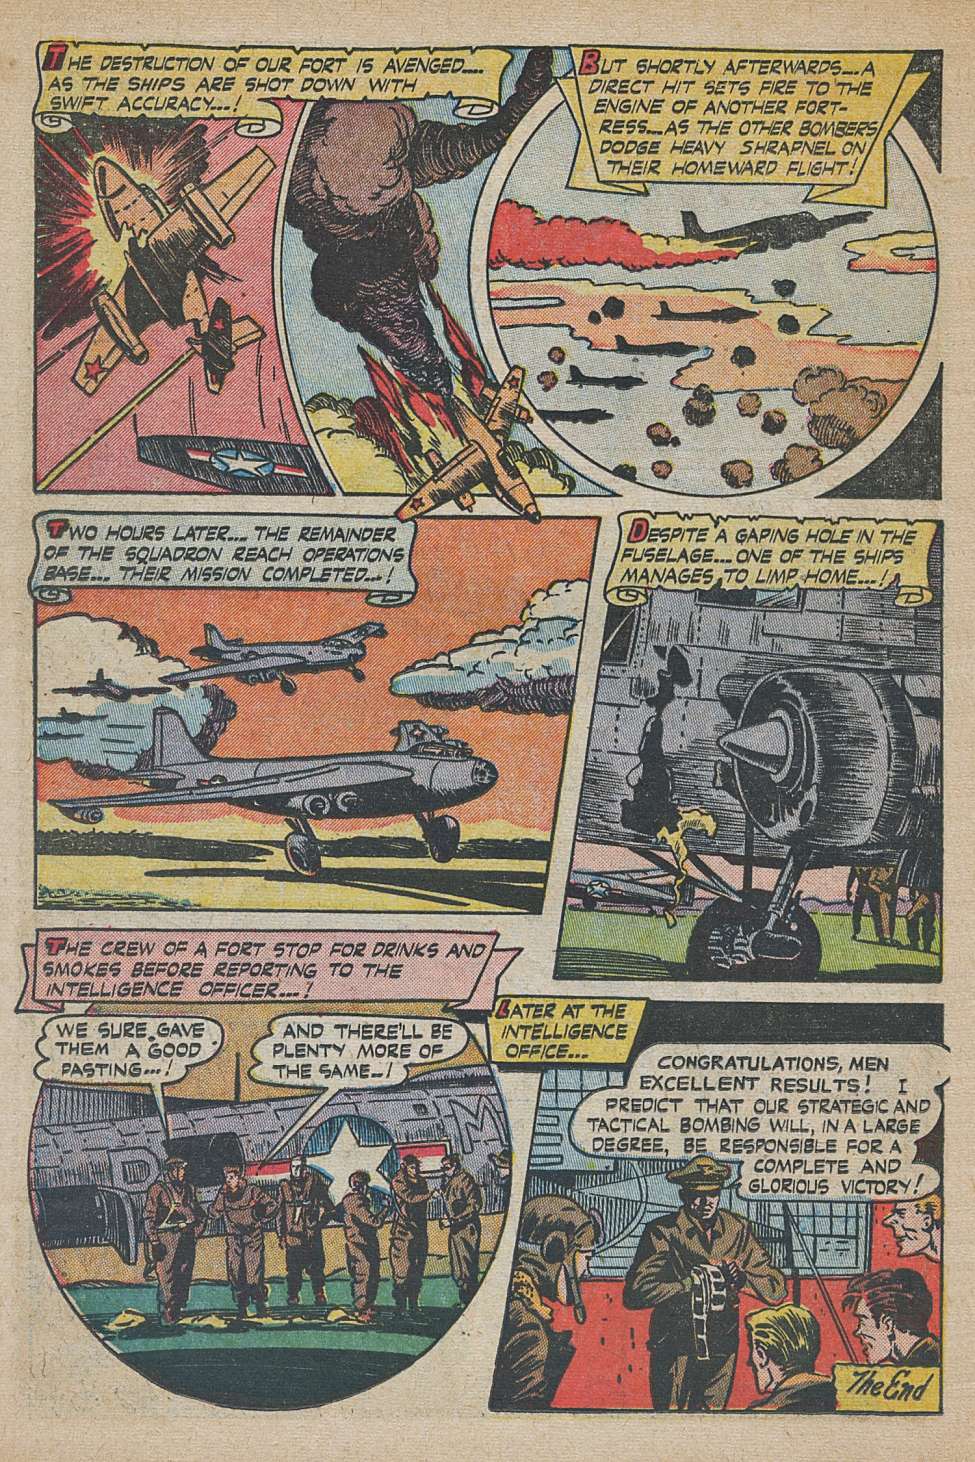 THE DESTRUCTION OF OUR FORT IS AVENGED....
AS THE SHIPS ARE SHOT DOWN WITH
SWIFT ACCURACY...!
BUT SHORTLY AFTERWARDS....A
DIRECT HIT SETS FIRE TO THE
ENGINE OF ANOTHER FORT-
RESS....AS THE OTHER BOMBERS
DODGE HEAVY SHRAPNEL ON
THEIR HOMEWARD FLIGHT!
TWO HOURS LATER.... THE REMAINDER
OF THE SQUADRON REACH OPERATIONS
BASE.... THEIR MISSION COMPLETED...!
DESPITE A GAPING HOLE IN THE
FUSELAGE... ONE OF THE SHIPS
MANAGES TO LIMP HOME...!
THE CREW OF A FORT STOP FOR DRINKS AND
SMOKES BEFORE REPORTING TO THE
INTELLIGENCE OFFICER...!
WE SURE GAVE
THEM A GOOD
PASTING...!
AND THERE'LL BE
PLENTY MORE OF
THE SAME...!
LATER AT THE
INTELLIGENCE
OFFICE...
CONGRATULATIONS, MEN
EXCELLENT RESULTS! I
PREDICT THAT OUR STRATEGIC AND
TACTICAL BOMBING WILL, IN A LARGE
DEGREE, BE RESPONSIBLE FOR A
COMPLETE AND
GLORIOUS VICTORY!
The End